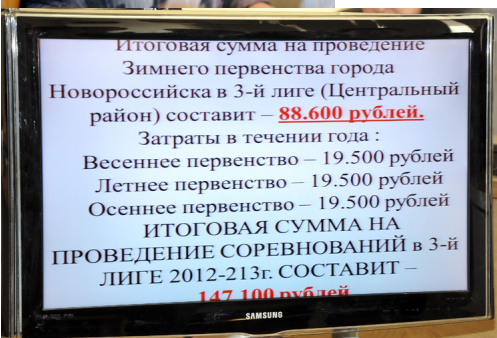 Итоговая сумма на проведение
Зимнего первенства города
Новороссийска в 3-й лиге (Центральный
район) составит – 88.600 рублей.
Затраты в течении года :
Весеннее первенство – 19.500 рублей
Летнее первенство – 19.500 рублей
Осеннее первенство – 19.500 рублей
ИТОГОВАЯ СУММА НА
ПРОВЕДЕНИЕ СОРЕВНОВАНИЙ в 3-й
ЛИГЕ 2012-213г. СОСТАВИТ –
147.100 рублей
SAMSUNG